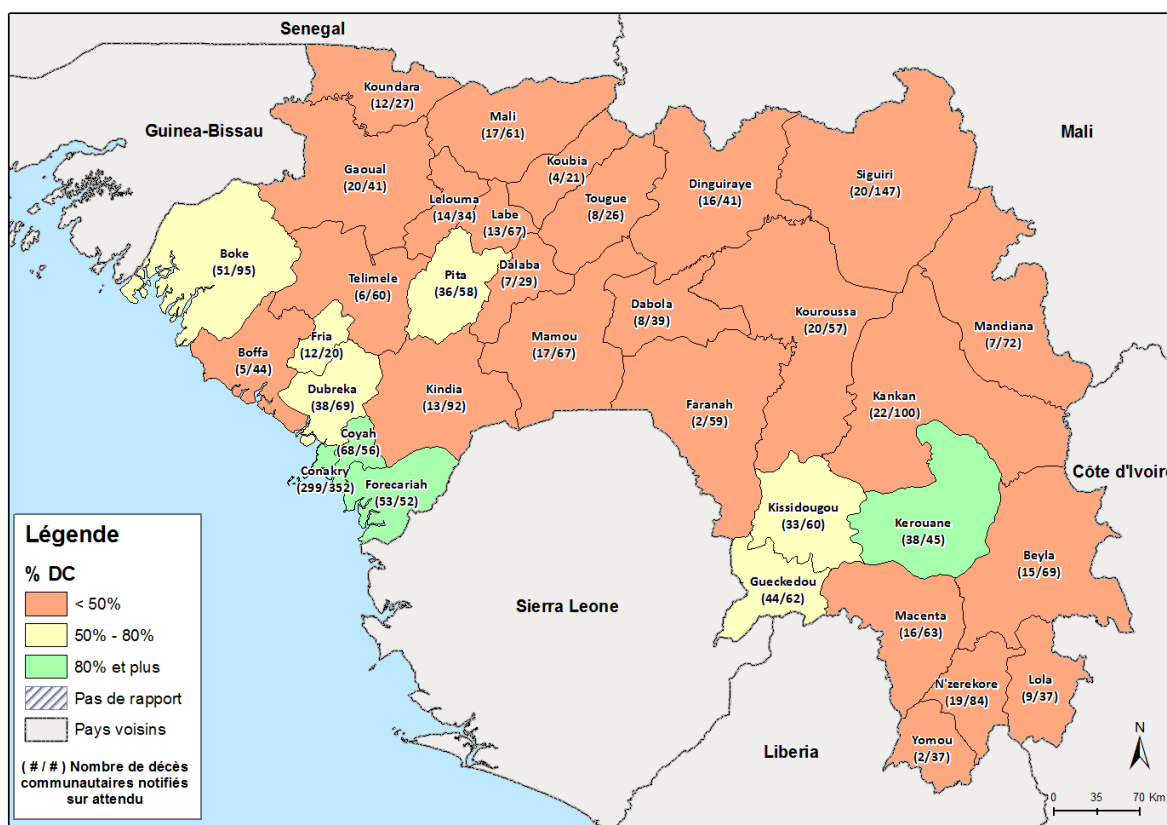 Senegal
Koundara
(12/27)
Mali
(17/61)
Guinea-Bissau
Mali
Koubia
(4/21)
Gaoual
(20/41)
Siguiri
(20/147)
Dinguiraye
(16/41)
Tougue
(8/26)
Lelouma
(14/34)
Labe
(13/67)
Boke
(51/95)
Dalaba
(7/29)
Pita
(36/58)
Telimele
(6/60)
Dabola
(8/39)
Kouroussa
(20/57)
Mandiana
(7/72)
Fria
(12/20)
Mamou
(17/67)
Boffa
(5/44)
Dubreka
(38/69)
Kindia
(13/92)
Kankan
(22/100)
Faranah
(2/59)
Coyah
(68/56)
Conakry
(299/352)
Forecariah
(53/52)
Côte d'Ivoire
Kissidougou
(33/60)
Kerouane
(38/45)
Beyla
(15/69)
Gueckedou
(44/62)
Sierra Leone
Macenta
(16/63)
N'zerekore
(19/84)
Lola
(9/37)
Yomou
(2/37)
Liberia
Légende
% DC
< 50%
50% - 80%
80% et plus
Pas de rapport
Pays voisins
( # / # ) Nombre de décès
communautaires notifiés
sur attendu
N
0 35 70 Km